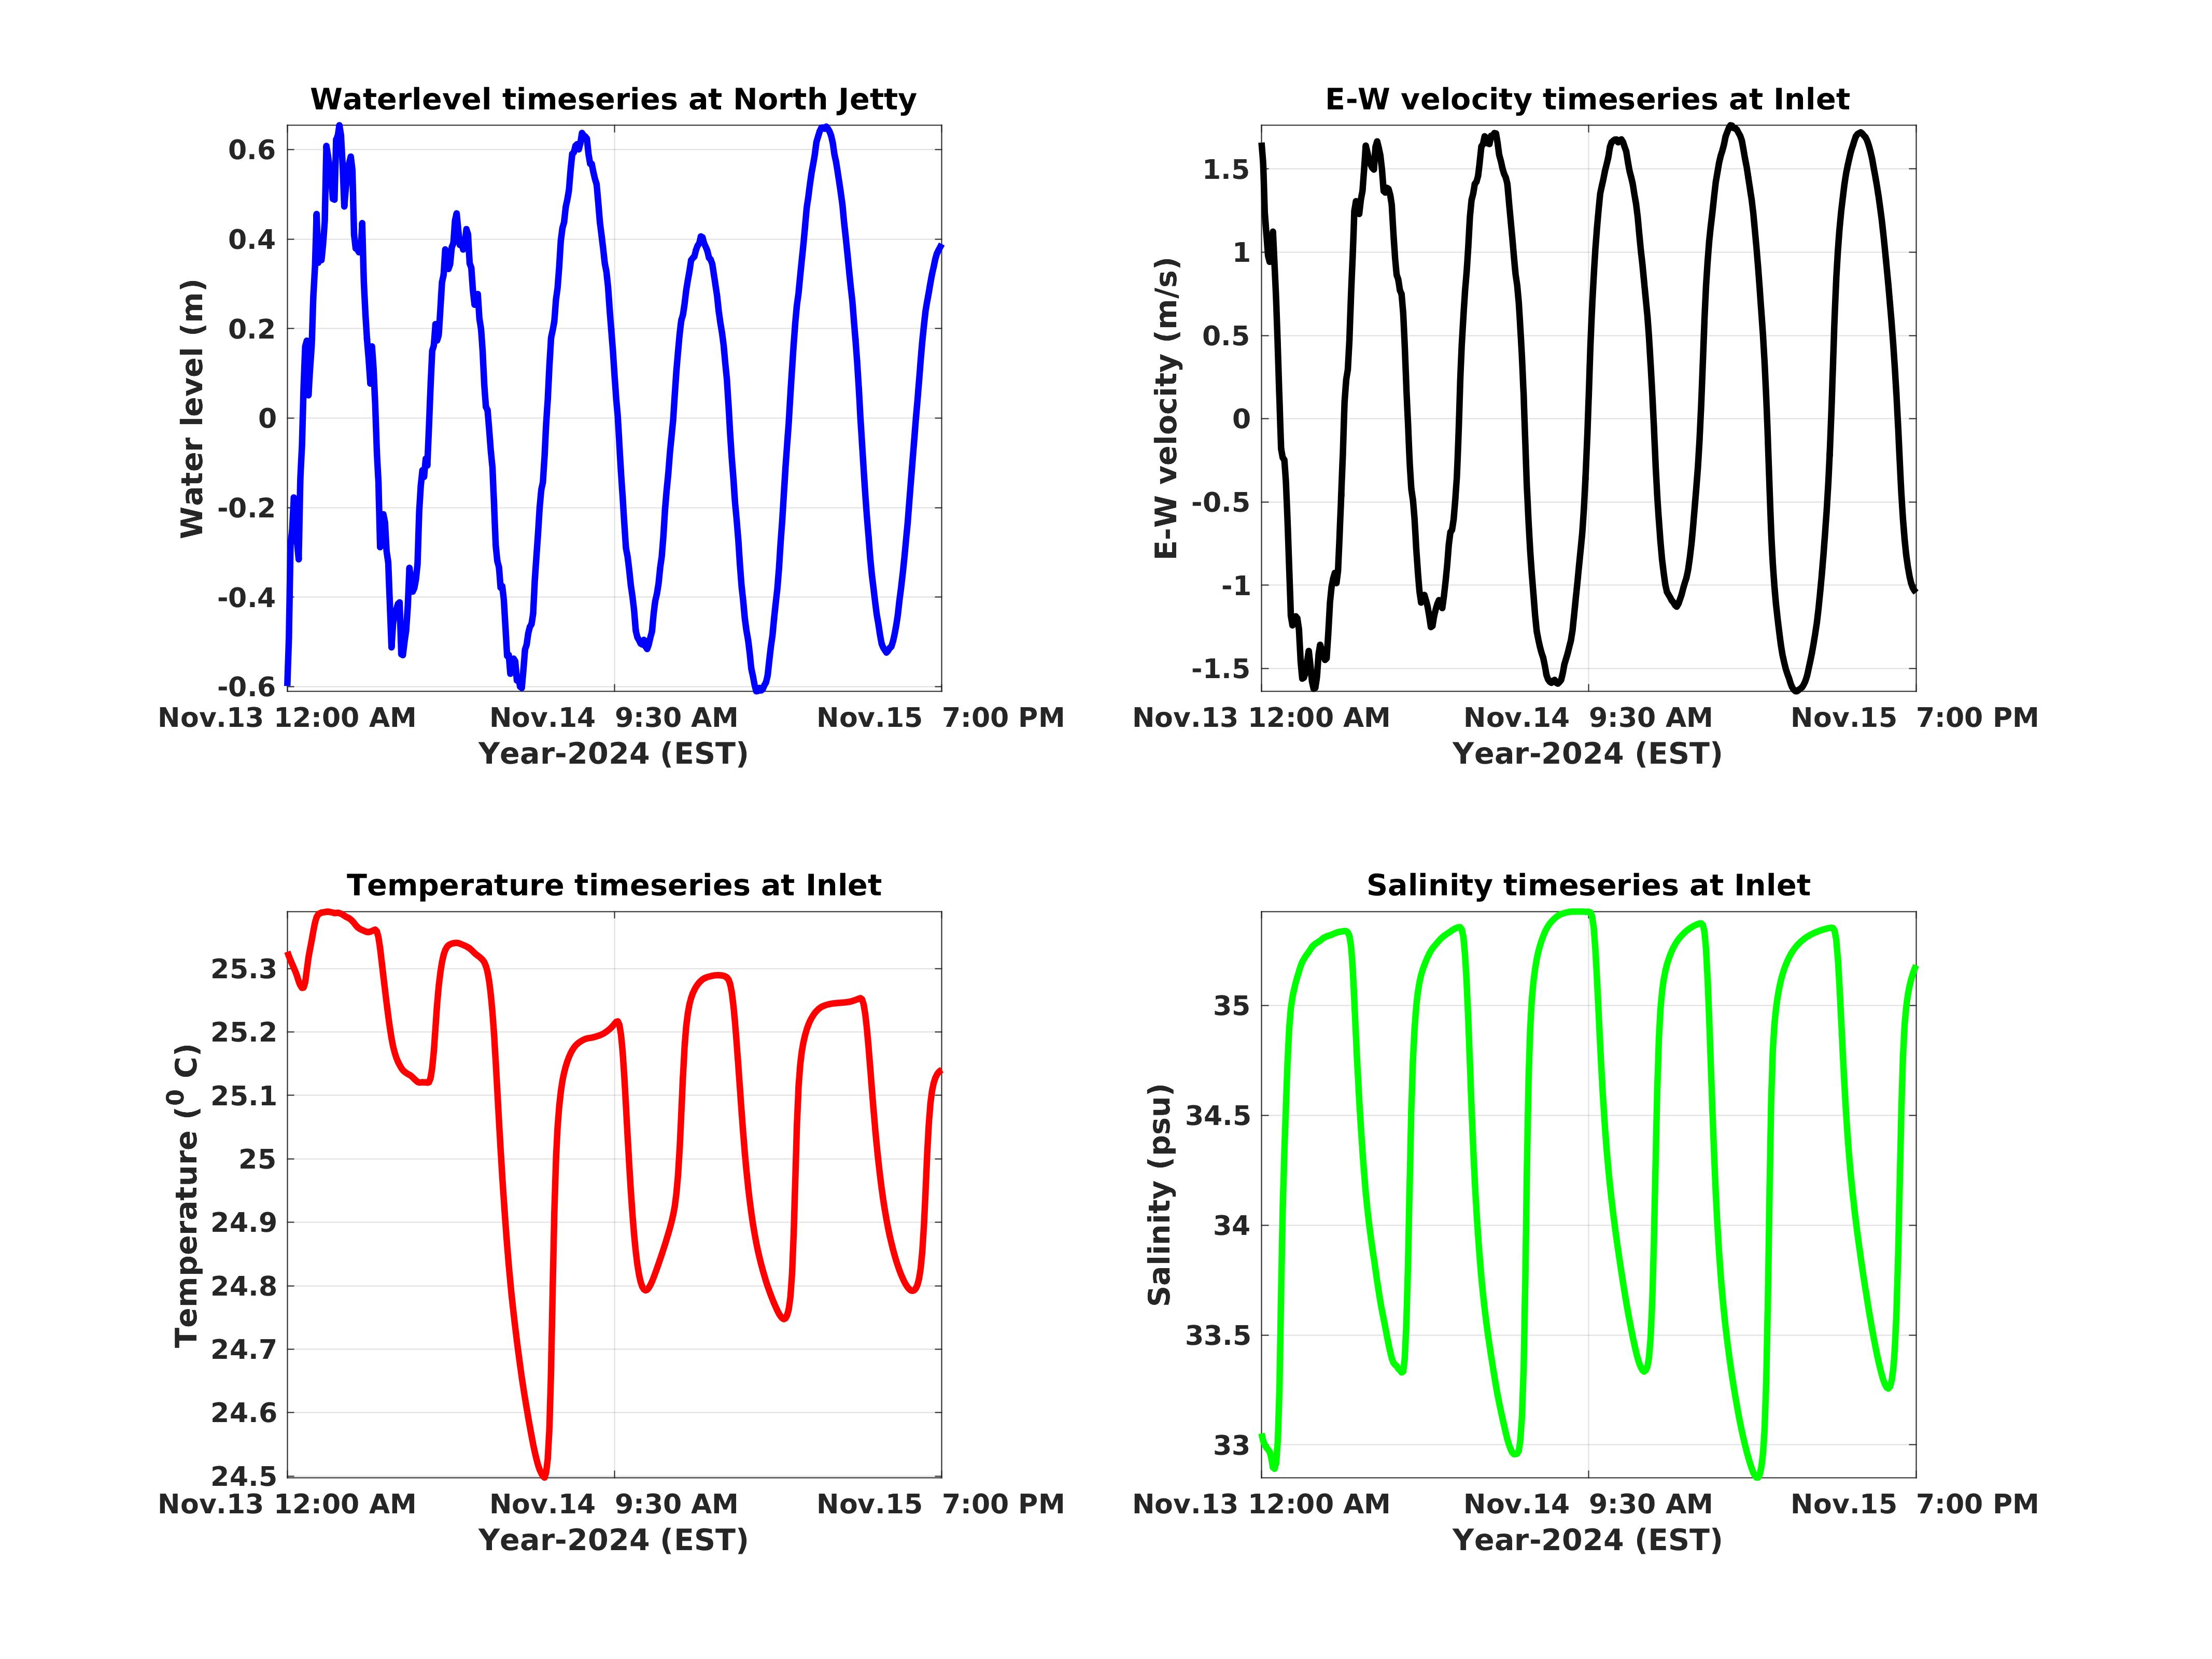 Waterlevel timeseries at North Jetty
Water level (m)
0.6
0.4
0.2
0
-0.2
-0.4
-0.6
Nov.13 12:00 AM Nov.14 9:30 AM Nov.15 7:00 PM
Year-2024 (EST)
E-W velocity timeseries at Inlet
E-W velocity (m/s)
1.5
1
0.5
0
-0.5
-1
-1.5
Nov.13 12:00 AM Nov.14 9:30 AM Nov.15 7:00 PM
Year-2024 (EST)
Temperature timeseries at Inlet
Temperature (⁰ C)
25.3
25.2
25.1
25
24.9
24.8
24.7
24.6
24.5
Nov.13 12:00 AM Nov.14 9:30 AM Nov.15 7:00 PM
Year-2024 (EST)
Salinity timeseries at Inlet
Salinity (psu)
35
34.5
34
33.5
33
Nov.13 12:00 AM Nov.14 9:30 AM Nov.15 7:00 PM
Year-2024 (EST)